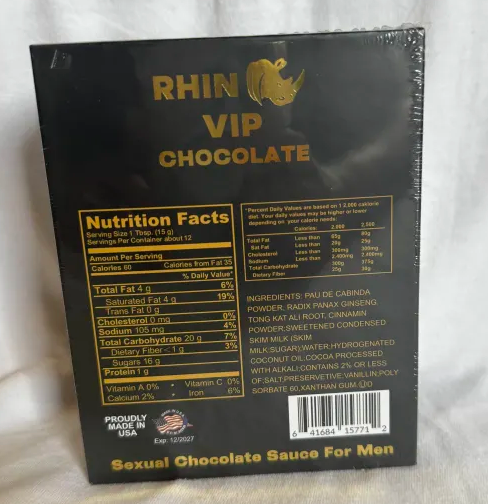 RHIN
VIP
CHOCOLATE
Nutrition Facts
Serving Size 1 Tbsp. (15 g)
Servings Per Container about 12
Amount Per Serving
Calories 60 Calories from Fat 35
% Daily Value*
Total Fat 4 g 6%
Saturated Fat 4 g 19%
Trans Fat 0 g
Cholesterol 0 mg 0%
Sodium 105 mg 4%
Total Carbohydrate 20 g 7%
Dietary Fiber < 1 g 3%
Sugars 16 g
Protein 1 g
Vitamin A 0% • Vitamin C 0%
Calcium 2% • Iron 6%
*Percent Daily Values are based on 1 2,000 calorie
diet. Your daily values may be higher or lower
depending on your calorie needs:
Calories: 2,000 2,500
Total Fat Less than 65g 80g
Sat Fat Less than 20g 25g
Cholesterol Less than 300mg 300mg
Sodium Less than 2,400mg 2,400mg
Total Carbohydrate 300g 375g
Dietary Fiber
INGREDIENTS: PAU DE CABINDA
POWDER, RADIX PANAX GINSENG,
TONG KAT ALI ROOT, CINNAMIN
POWDER;SWEETENED CONDENSED
SKIM MILK (SKIM
MILK;SUGAR);WATER;HYDROGENATED
COCONUT OIL;COCOA PROCESSED
WITH ALKALI;CONTAINS 2% OR LESS
OF;SALT,PRESERVETIVE;VANILLIN;POLY
SORBATE 60,XANTHAN GUM.
PROUDLY
MADE IN
USA
Exp: 12/2027
6 41684 15771 2
Sexual Chocolate Sauce For Men